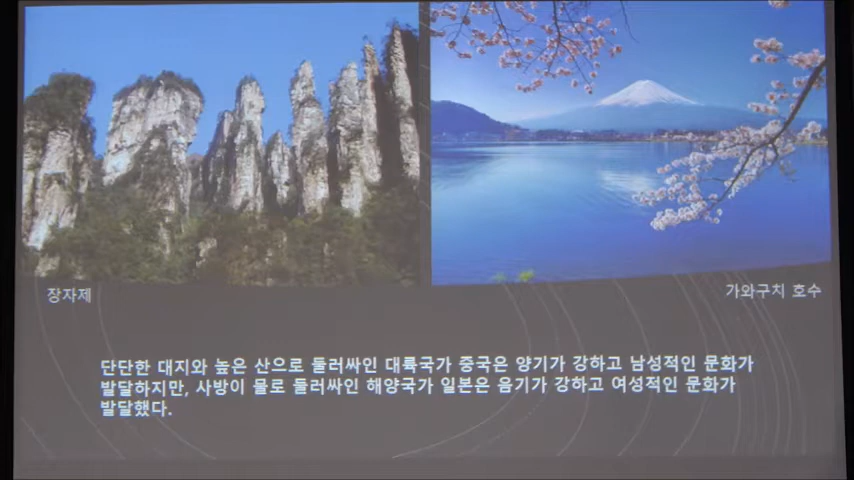 장자제
가와구치 호수
단단한 대지와 높은 산으로 둘러싸인 대륙국가 중국은 양기가 강하고 남성적인 문화가
발달하지만, 사방이 물로 둘러싸인 해양국가 일본은 음기가 강하고 여성적인 문화가
발달했다.